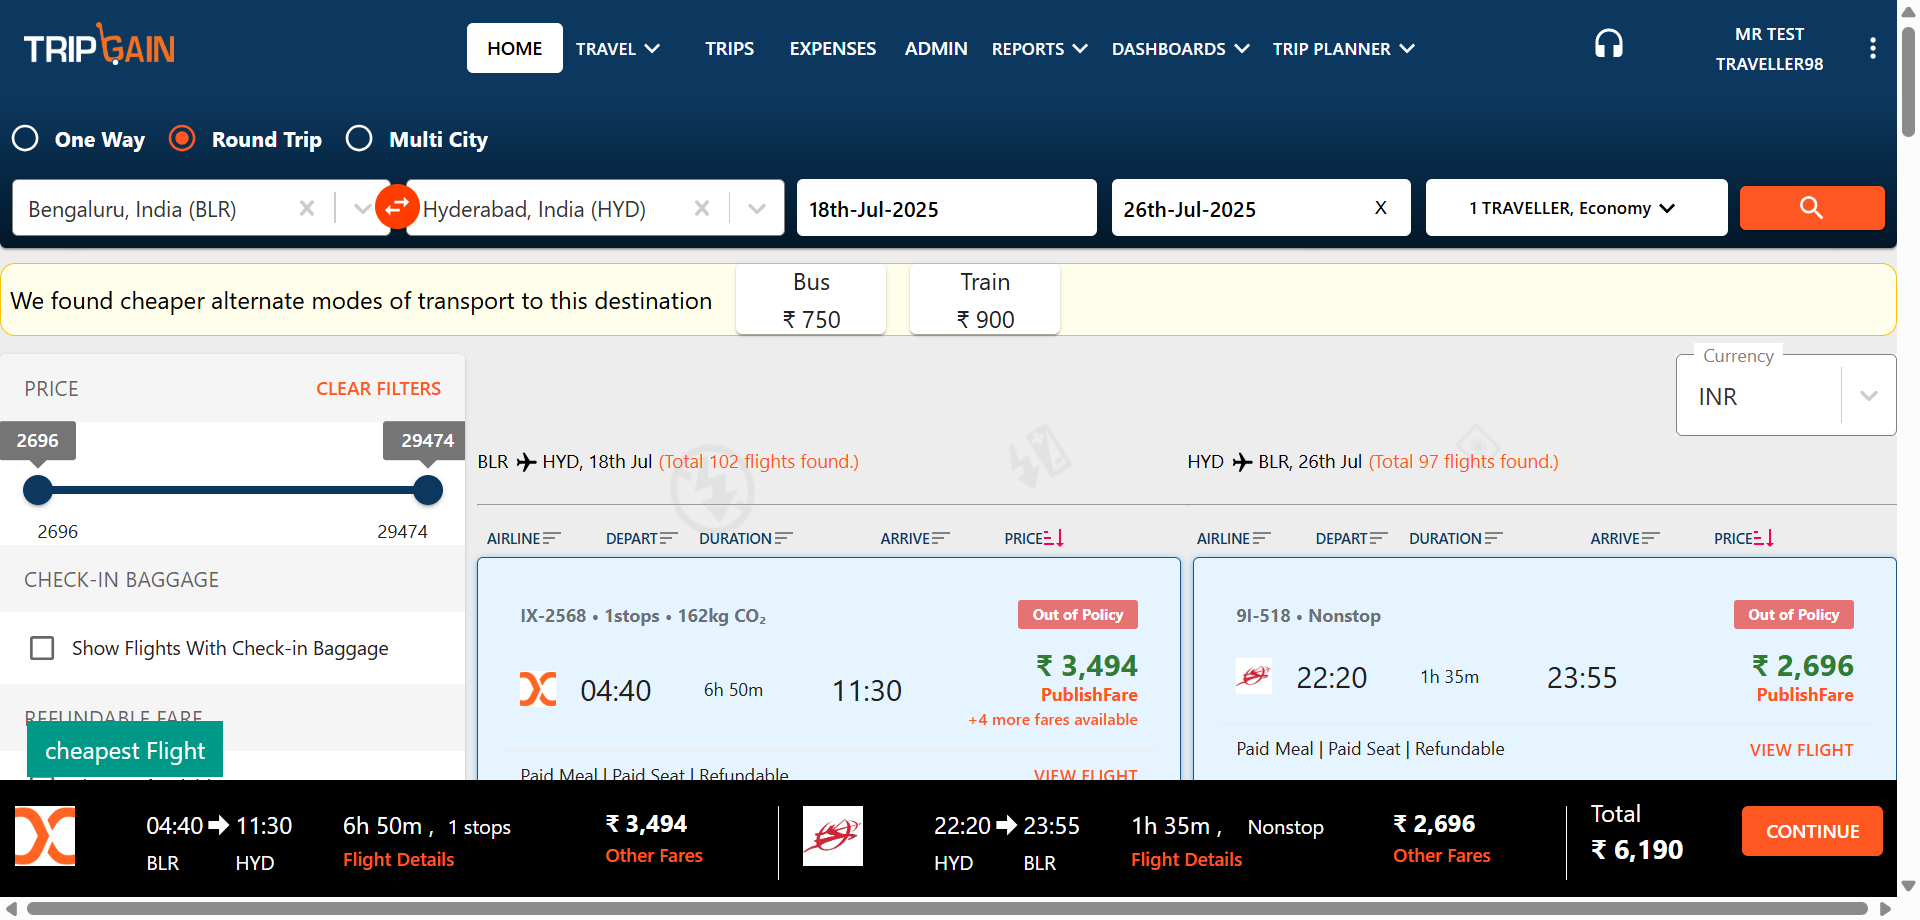 TRIPGAIN
HOME
TRAVEL
TRIPS
EXPENSES
ADMIN
REPORTS
DASHBOARDS
TRIP PLANNER
MR TEST
TRAVELLER98
One Way
Round Trip
Multi City
Bengaluru, India (BLR)
Hyderabad, India (HYD)
18th-Jul-2025
26th-Jul-2025
X
1 TRAVELLER, Economy
We found cheaper alternate modes of transport to this destination
Bus
₹ 750
Train
₹ 900
Currency
INR
PRICE
CLEAR FILTERS
2696
29474
2696
29474
CHECK-IN BAGGAGE
Show Flights With Check-in Baggage
REFUNDABLE FARE
cheapest Flight
BLR HYD, 18th Jul (Total 102 flights found.)
AIRLINE DEPART DURATION ARRIVE PRICE
IX-2568 • 1stops • 162kg CO₂
Out of Policy
04:40
6h 50m
11:30
₹ 3,494
PublishFare
+4 more fares available
Paid Meal | Paid Seat | Refundable
VIEW FLIGHT
HYD BLR, 26th Jul (Total 97 flights found.)
AIRLINE DEPART DURATION ARRIVE PRICE
9I-518 • Nonstop
Out of Policy
22:20
1h 35m
23:55
₹ 2,696
PublishFare
Paid Meal | Paid Seat | Refundable
VIEW FLIGHT
04:40 11:30
BLR HYD
6h 50m , 1 stops
Flight Details
₹ 3,494
Other Fares
22:20 23:55
HYD BLR
1h 35m , Nonstop
Flight Details
₹ 2,696
Other Fares
Total
₹ 6,190
CONTINUE